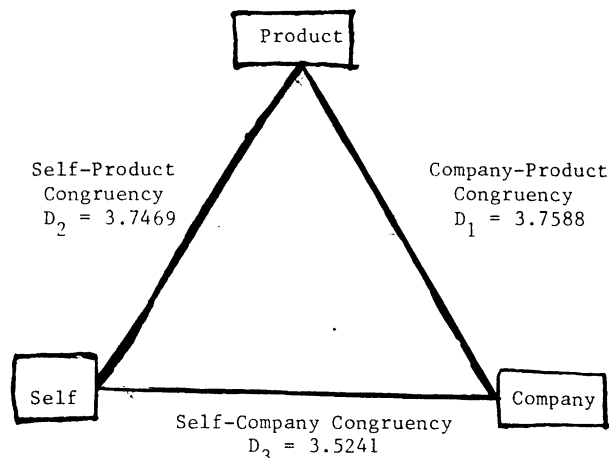 Product
Self-Product
Congruency
D2 = 3.7469
Company-Product
Congruency
D1 = 3.7588
Self
Company
Self-Company Congruency
D3 = 3.5241